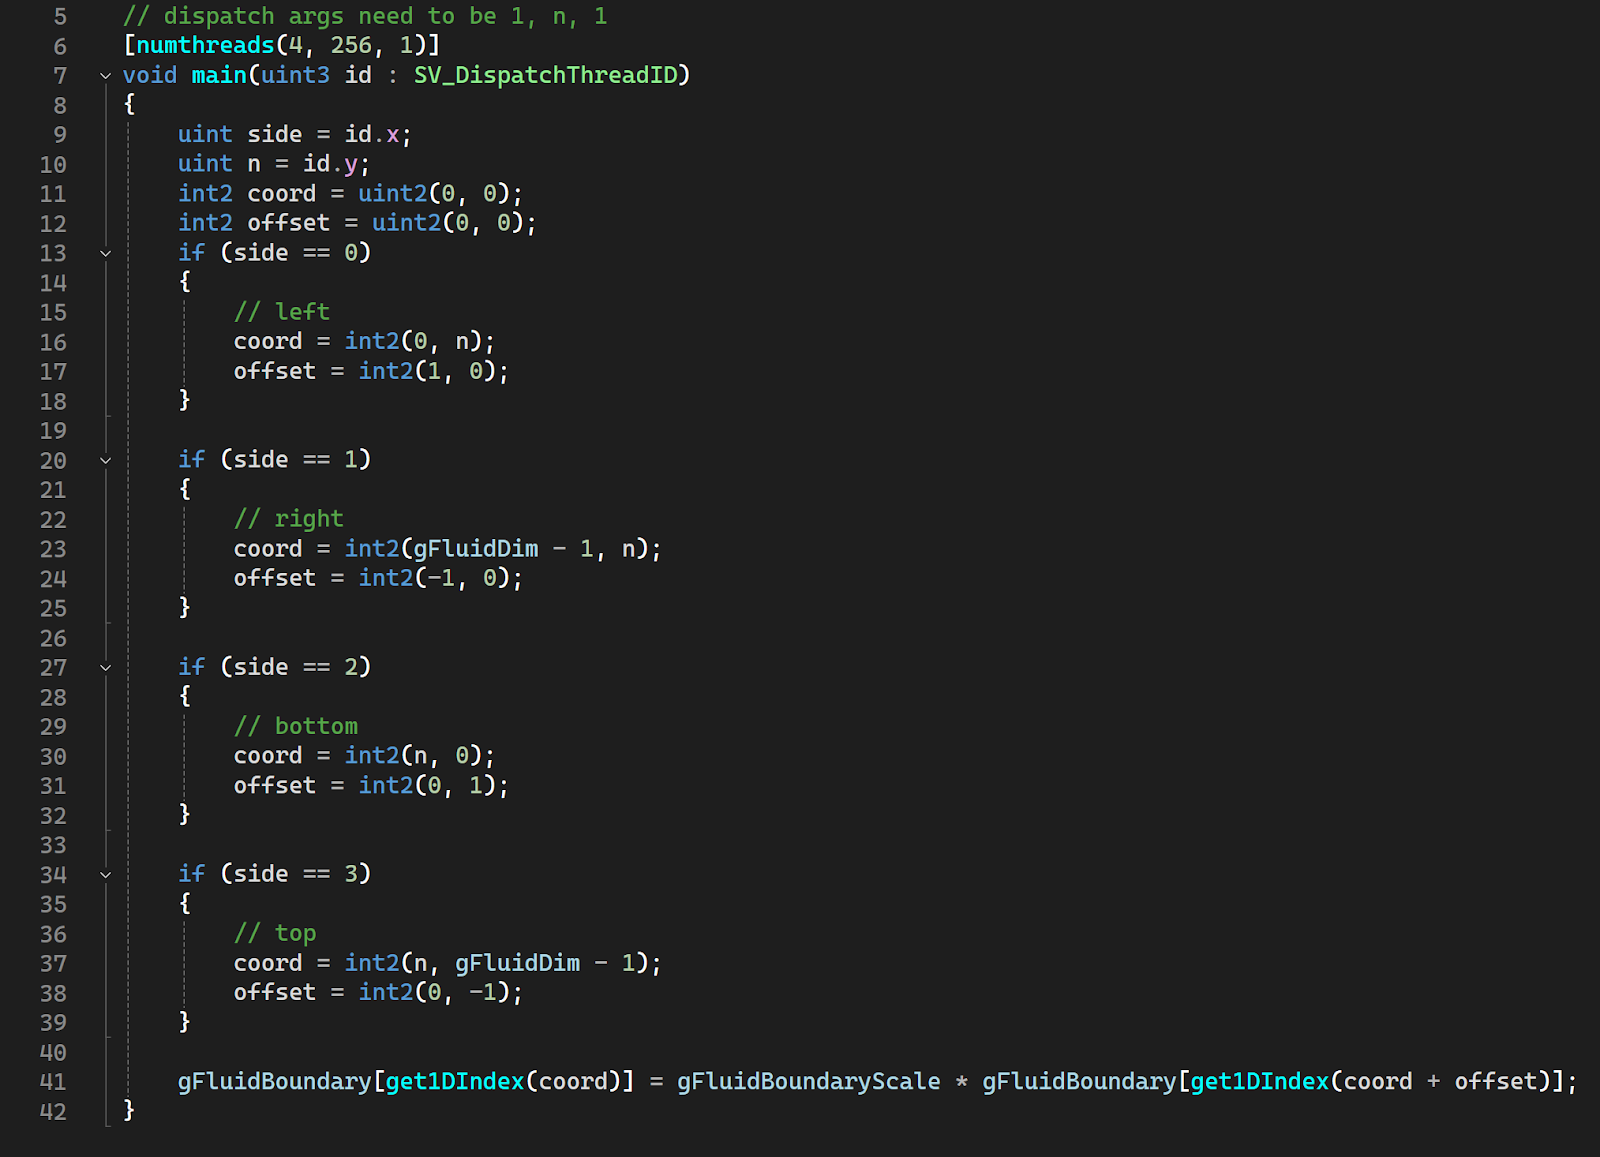 5 // dispatch args need to be 1, n, 1
6 [numthreads(4, 256, 1)]
7 void main(uint3 id : SV_DispatchThreadID)
8 {
9     uint side = id.x;
10     uint n = id.y;
11     int2 coord = uint2(0, 0);
12     int2 offset = uint2(0, 0);
13     if (side == 0)
14     {
15         // left
16         coord = int2(0, n);
17         offset = int2(1, 0);
18     }
19
20     if (side == 1)
21     {
22         // right
23         coord = int2(gFluidDim - 1, n);
24         offset = int2(-1, 0);
25     }
26
27     if (side == 2)
28     {
29         // bottom
30         coord = int2(n, 0);
31         offset = int2(0, 1);
32     }
33
34     if (side == 3)
35     {
36         // top
37         coord = int2(n, gFluidDim - 1);
38         offset = int2(0, -1);
39     }
40
41     gFluidBoundary[get1DIndex(coord)] = gFluidBoundaryScale * gFluidBoundary[get1DIndex(coord + offset)];
42 }